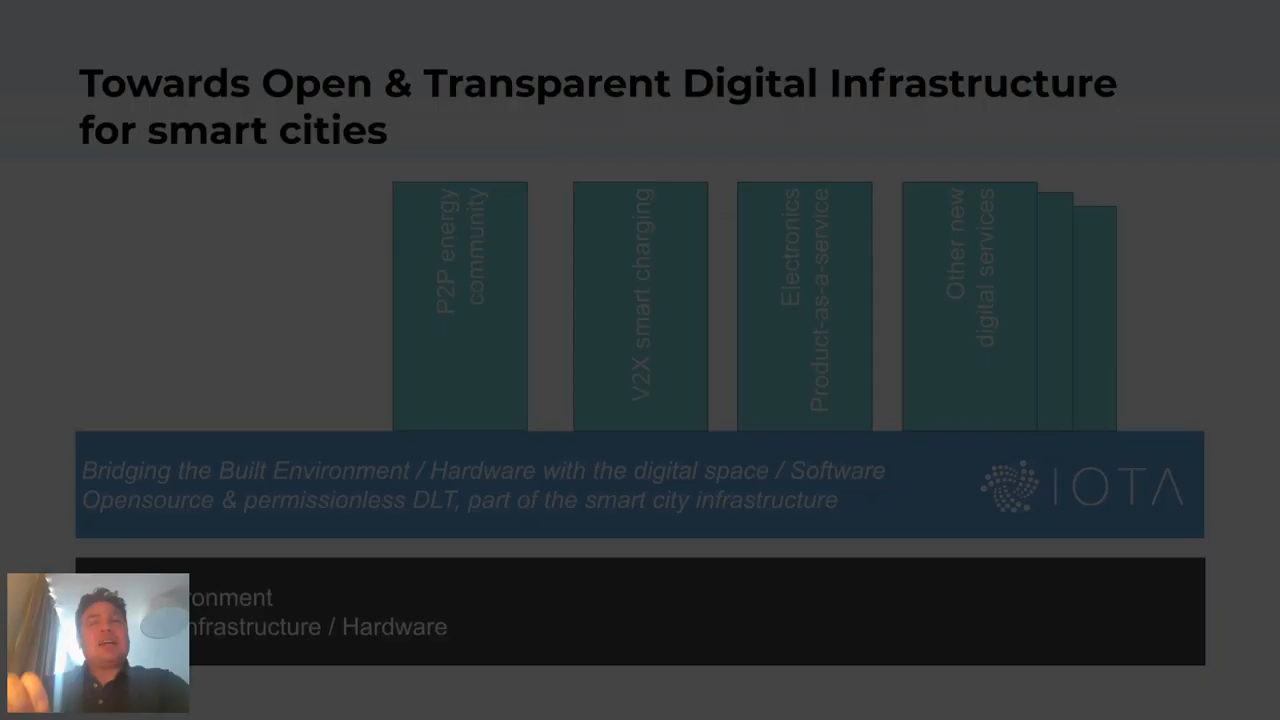 Towards Open & Transparent Digital Infrastructure
for smart cities
P2P energy
community
V2X smart charging
Electronics
Product-as-a-service
Other new
digital services
Bridging the Built Environment / Hardware with the digital space / Software
Opensource & permissionless DLT, part of the smart city infrastructure
IOTA
ronment
nfrastructure / Hardware